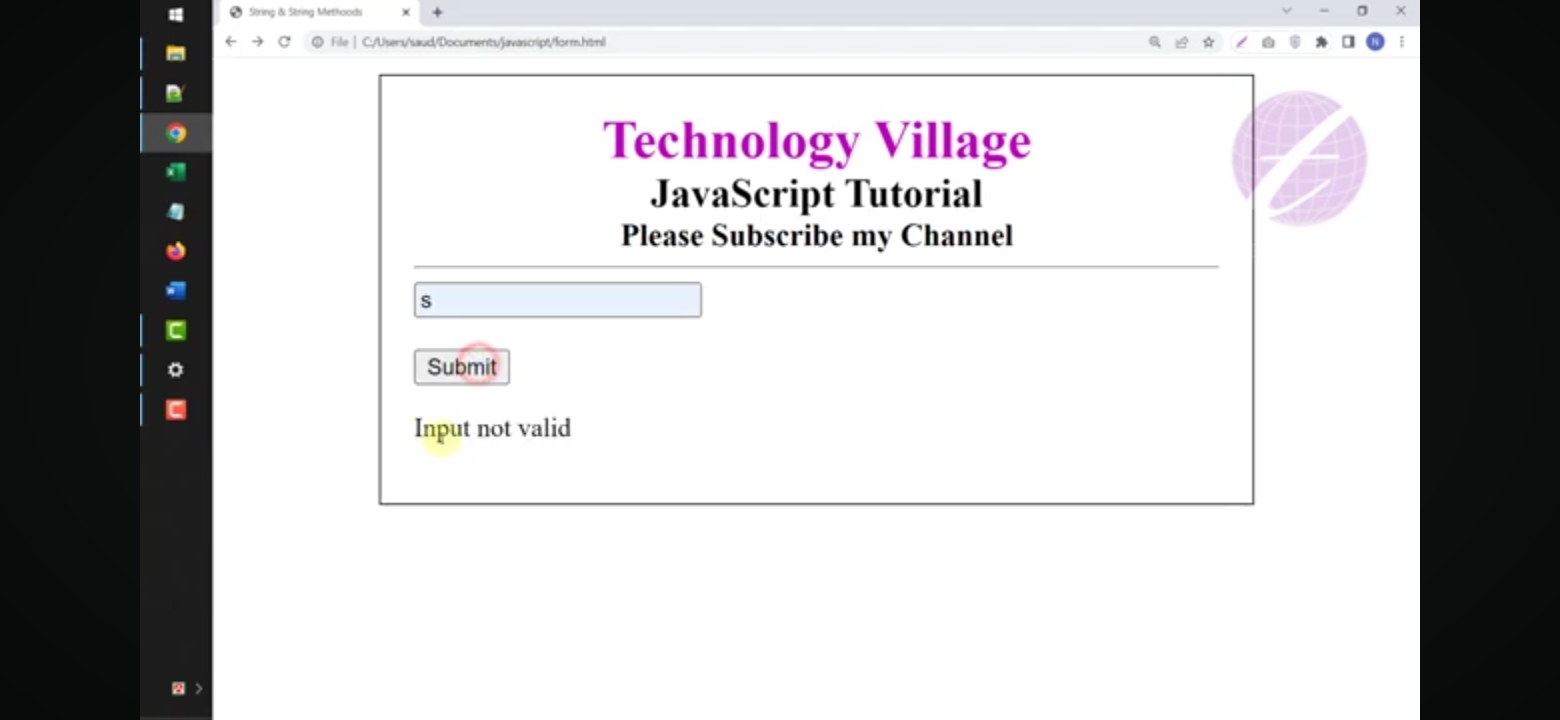 String & String Methoods
File | C:/Users/saud/Documents/javascript/form.html
N
Technology Village
JavaScript Tutorial
Please Subscribe my Channel
s
Submit
Input not valid